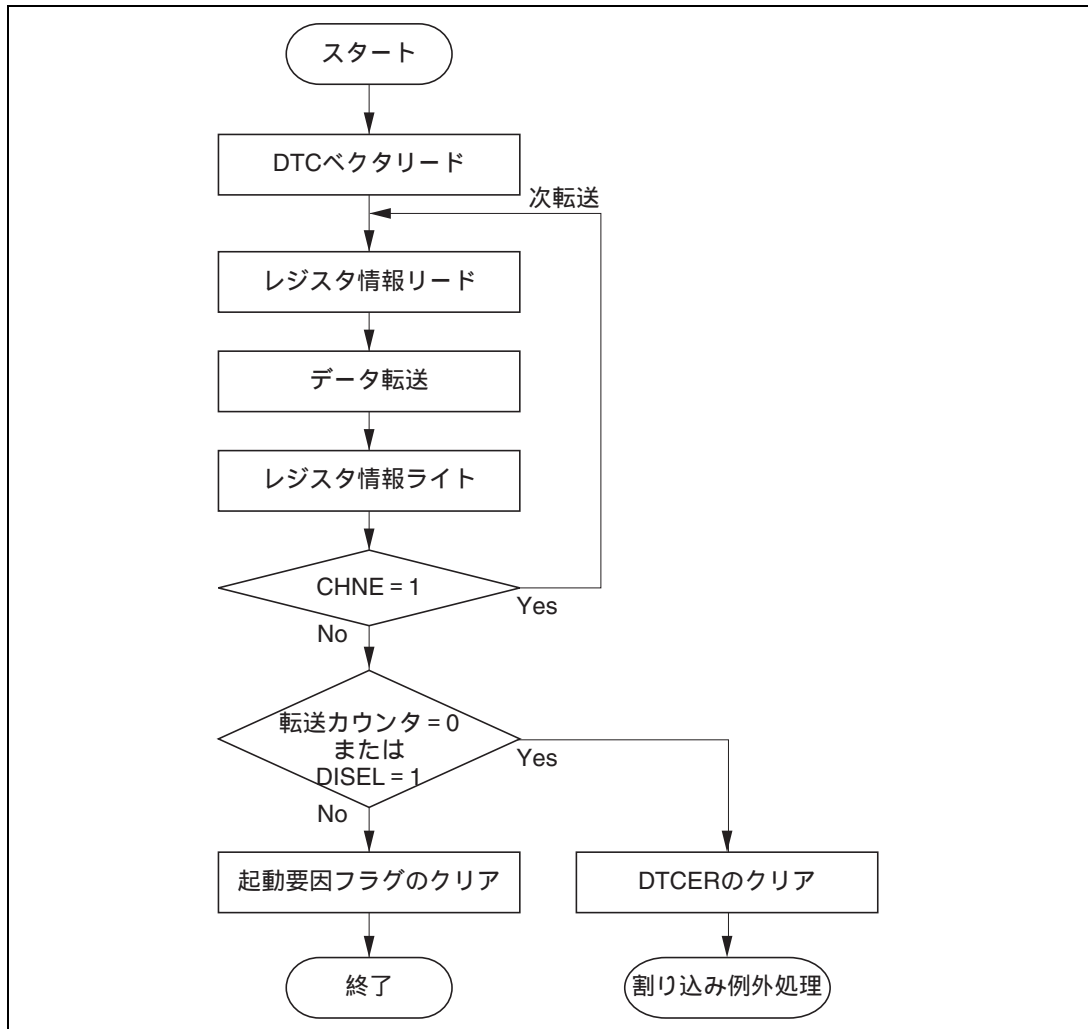 スタート
DTCベクタリード
次転送
レジスタ情報リード
データ転送
レジスタ情報ライト
CHNE = 1
Yes
No
転送カウンタ = 0
または
DISEL = 1
Yes
No
起動要因フラグのクリア
DTCERのクリア
終了
割り込み例外処理